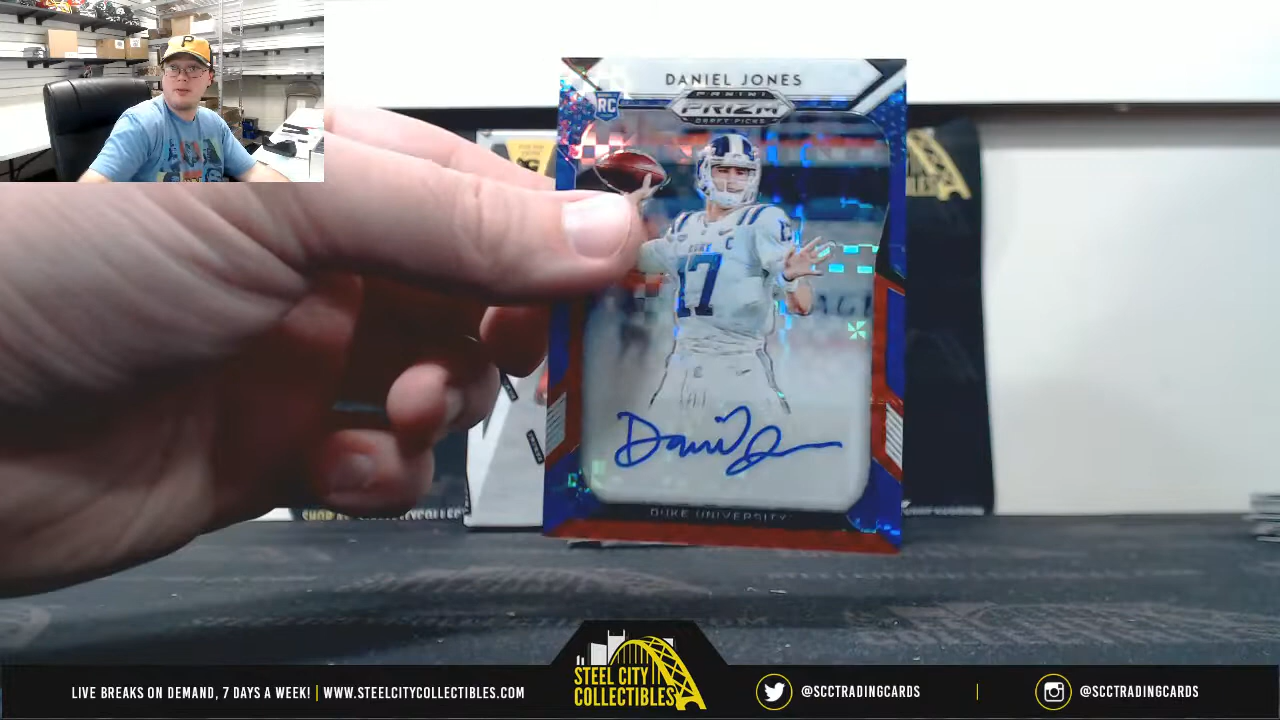 DANIEL JONES
RC
PANINI
PRIZM
DRAFT PICKS
DUKE
C
17
DUKE UNIVERSITY
LIVE BREAKS ON DEMAND, 7 DAYS A WEEK! | WWW.STEELCITYCOLLECTIBLES.COM
STEEL CITY
COLLECTIBLES
@SCCTRADINGCARDS
@SCCTRADINGCARDS